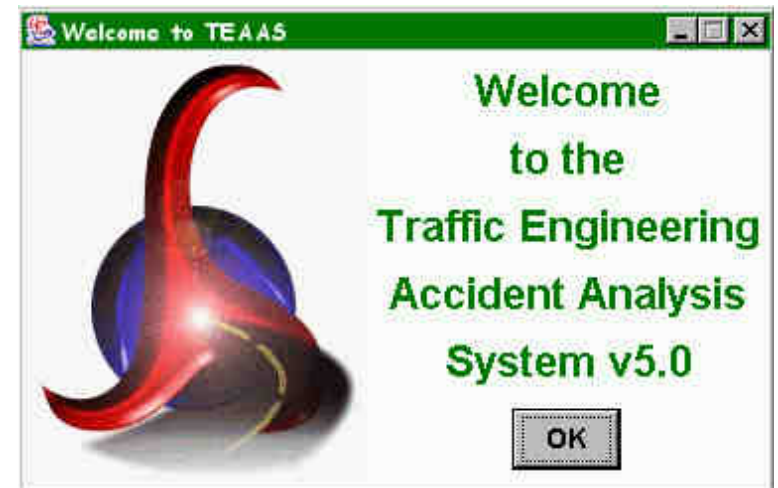 Welcome to TEAAS
Welcome
to the
Traffic Engineering
Accident Analysis
System v5.0
OK